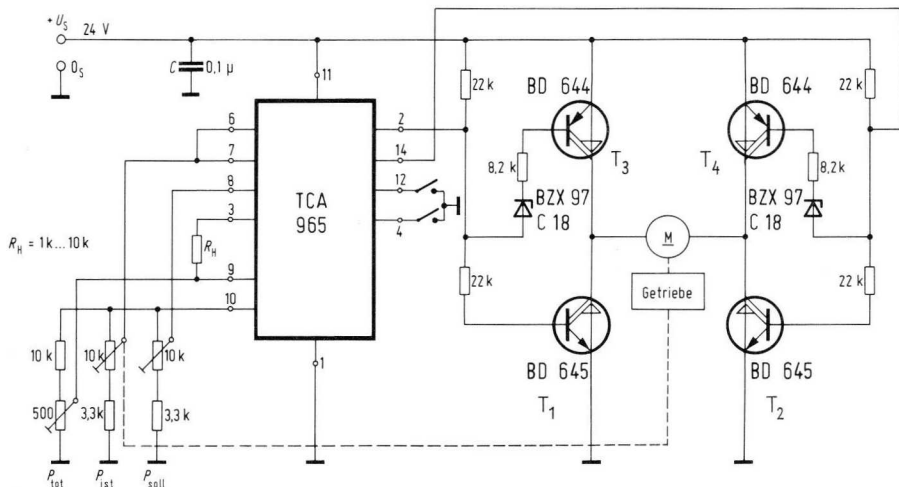 + U_S
24 V
0_S
C 0,1 µ
11
6
7
8
3
9
10
TCA
965
2
14
12
4
1
R_H = 1k...10k
R_H
10 k
10 k
10 k
500
3,3 k
3,3 k
P_tot
P_ist
P_soll
22 k
BD 644
8,2 k
T_3
BZX 97
C 18
22 k
BD 645
T_1
M
Getriebe
BD 644
22 k
T_4
8,2 k
BZX 97
C 18
22 k
BD 645
T_2